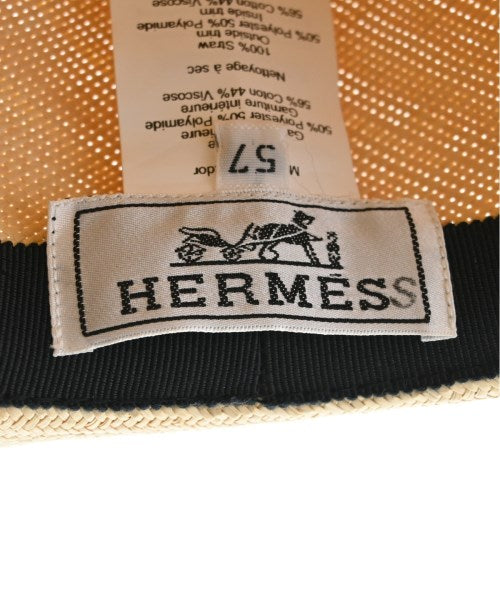 50% Polyester 50% Polyamide
Garniture intérieure
56% Coton 44% Viscose
Nettoyage à sec
100% Straw
Outside trim
50% Polyester 50% Polyamide
Inside trim
56% Cotton 44% Viscose
57
HERMÈSS